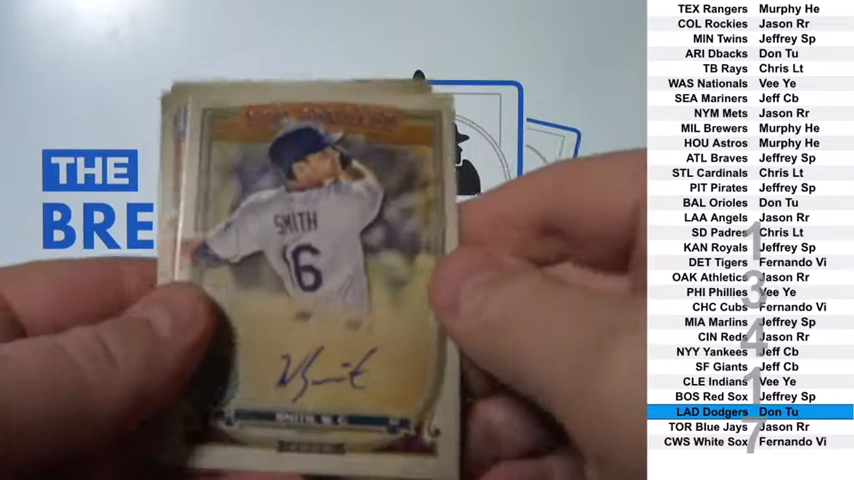 THE
BRE
SMITH
16
W Smith
SMITH, W. C.
TEX Rangers Murphy He
COL Rockies Jason Rr
MIN Twins Jeffrey Sp
ARI Dbacks Don Tu
TB Rays Chris Lt
WAS Nationals Vee Ye
SEA Mariners Jeff Cb
NYM Mets Jason Rr
MIL Brewers Murphy He
HOU Astros Murphy He
ATL Braves Jeffrey Sp
STL Cardinals Chris Lt
PIT Pirates Jeffrey Sp
BAL Orioles Don Tu
LAA Angels Jason Rr
SD Padres Chris Lt
KAN Royals Jeffrey Sp
DET Tigers Fernando Vi
OAK Athletics Jason Rr
PHI Phillies Vee Ye
CHC Cubs Fernando Vi
MIA Marlins Jeffrey Sp
CIN Reds Jason Rr
NYY Yankees Jeff Cb
SF Giants Jeff Cb
CLE Indians Vee Ye
BOS Red Sox Jeffrey Sp
LAD Dodgers Don Tu
TOR Blue Jays Jason Rr
CWS White Sox Fernando Vi
1
3
4
1
7